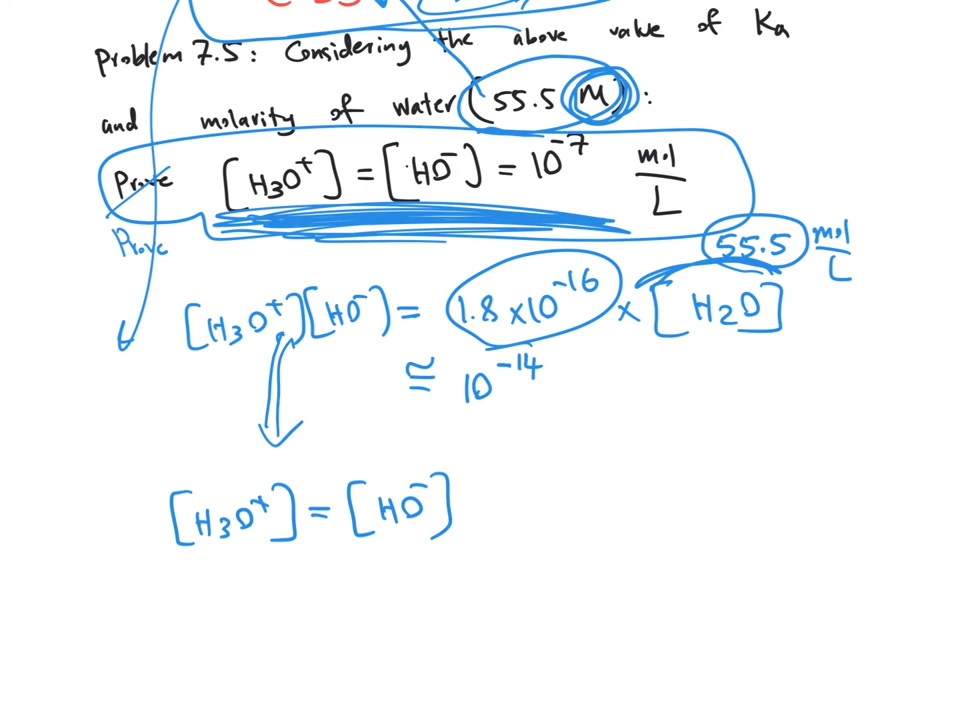 Problem 7.5 : Considering the above value of Ka
and molarity of water (55.5 M) :
Prove [H₃O⁺] = [HO⁻] = 10⁻⁷ mol/L
Prove
55.5 mol/L
[H₃O⁺][HO⁻] = 1.8 × 10⁻¹⁶ × [H₂O]
≅ 10⁻¹⁴
[H₃O⁺] = [HO⁻]